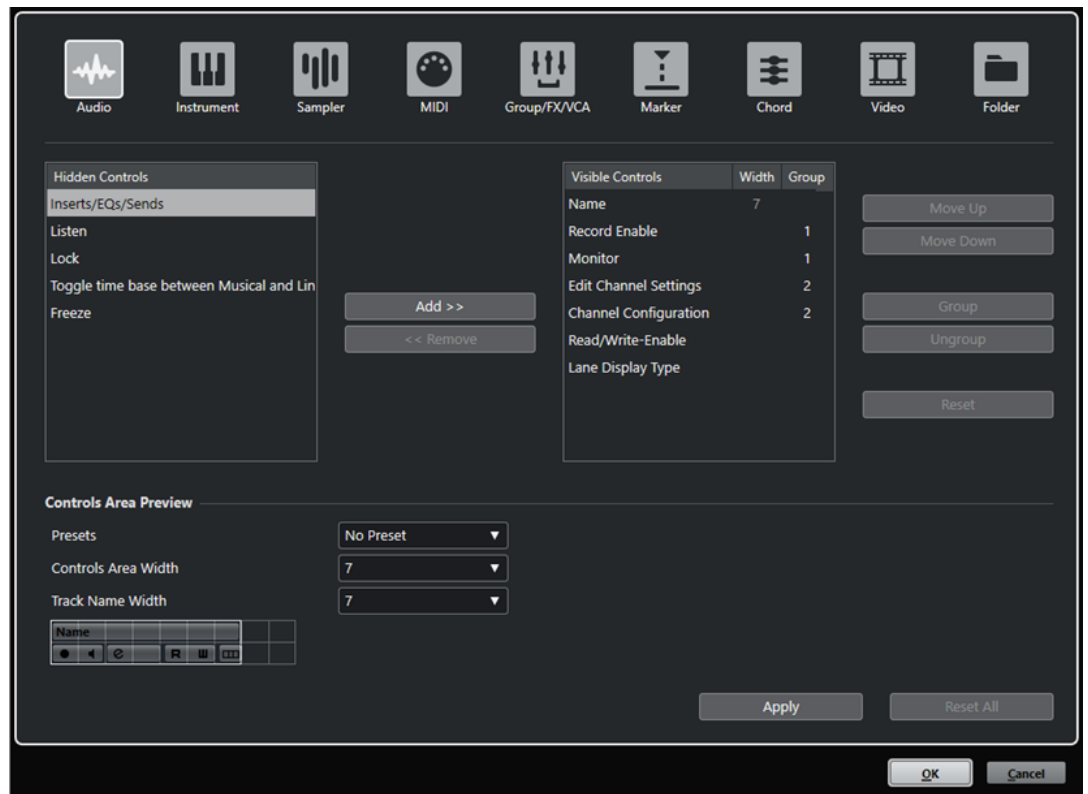 Audio Instrument Sampler MIDI Group/FX/VCA Marker Chord Video Folder
Hidden Controls
Inserts/EQs/Sends
Listen
Lock
Toggle time base between Musical and Lin
Freeze
Add >>
<< Remove
Visible Controls Width Group
Name 7
Record Enable 1
Monitor 1
Edit Channel Settings 2
Channel Configuration 2
Read/Write-Enable
Lane Display Type
Move Up
Move Down
Group
Ungroup
Reset
Controls Area Preview
Presets No Preset
Controls Area Width 7
Track Name Width 7
Name
e R W
Apply Reset All
OK Cancel